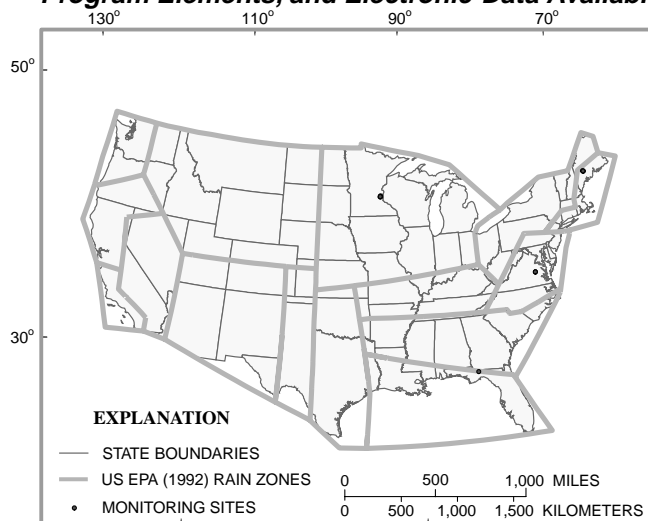 Program Elements, and Electronic Data Availabi
130° 110° 90° 70°
50°
30°
EXPLANATION
STATE BOUNDARIES
US EPA (1992) RAIN ZONES
MONITORING SITES
0 500 1,000 MILES
0 500 1,000 1,500 KILOMETERS